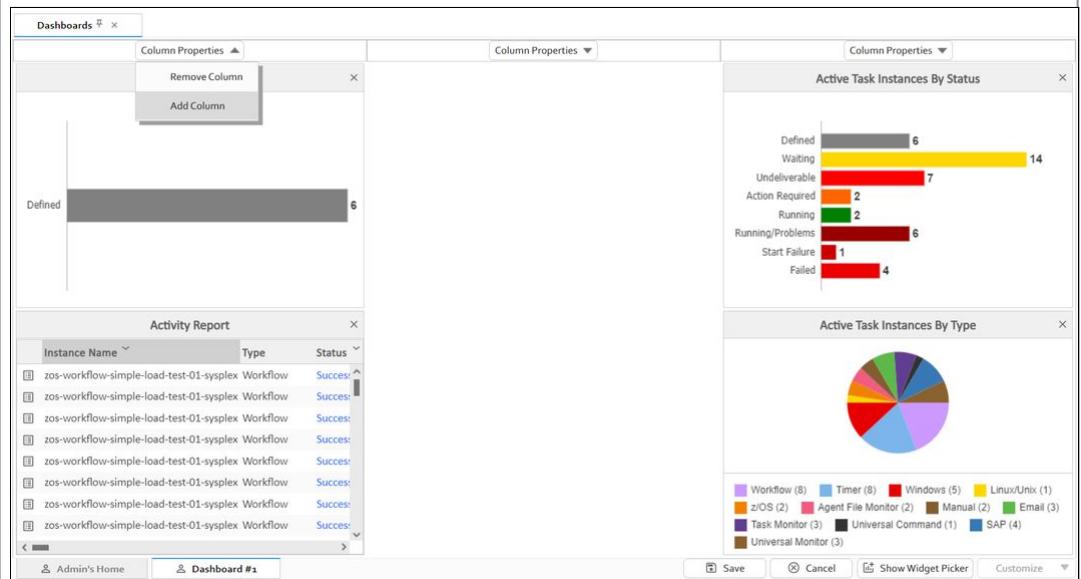 Dashboards
Column Properties
Column Properties
Column Properties
Remove Column
Add Column
Defined
6
Activity Report
Instance Name Type Status
zos-workflow-simple-load-test-01-sysplex Workflow Success
zos-workflow-simple-load-test-01-sysplex Workflow Success
zos-workflow-simple-load-test-01-sysplex Workflow Success
zos-workflow-simple-load-test-01-sysplex Workflow Success
zos-workflow-simple-load-test-01-sysplex Workflow Success
zos-workflow-simple-load-test-01-sysplex Workflow Success
zos-workflow-simple-load-test-01-sysplex Workflow Success
zos-workflow-simple-load-test-01-sysplex Workflow Success
Active Task Instances By Status
Defined 6
Waiting 14
Undeliverable 7
Action Required 2
Running 2
Running/Problems 6
Start Failure 1
Failed 4
Active Task Instances By Type
Workflow (8) Timer (8) Windows (5) Linux/Unix (1)
z/OS (2) Agent File Monitor (2) Manual (2) Email (3)
Task Monitor (3) Universal Command (1) SAP (4)
Universal Monitor (3)
Admin's Home Dashboard #1 Save Cancel Show Widget Picker Customize